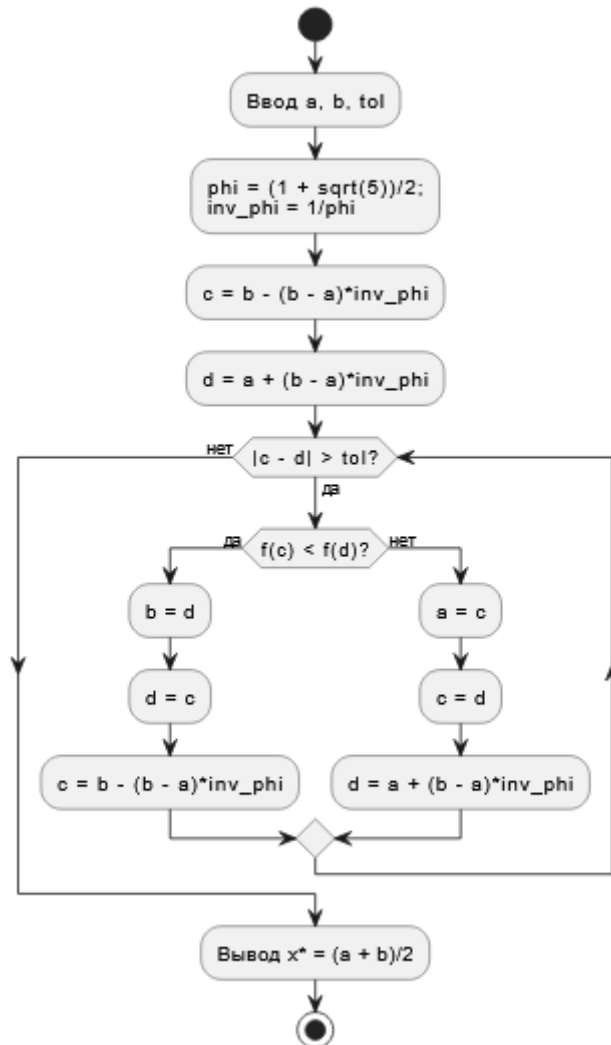 Ввод a, b, tol
phi = (1 + sqrt(5))/2;
inv_phi = 1/phi
c = b - (b - a)*inv_phi
d = a + (b - a)*inv_phi
нет
|c - d| > tol?
да
да
f(c) < f(d)?
нет
b = d
a = c
d = c
c = d
c = b - (b - a)*inv_phi
d = a + (b - a)*inv_phi
Вывод x* = (a + b)/2